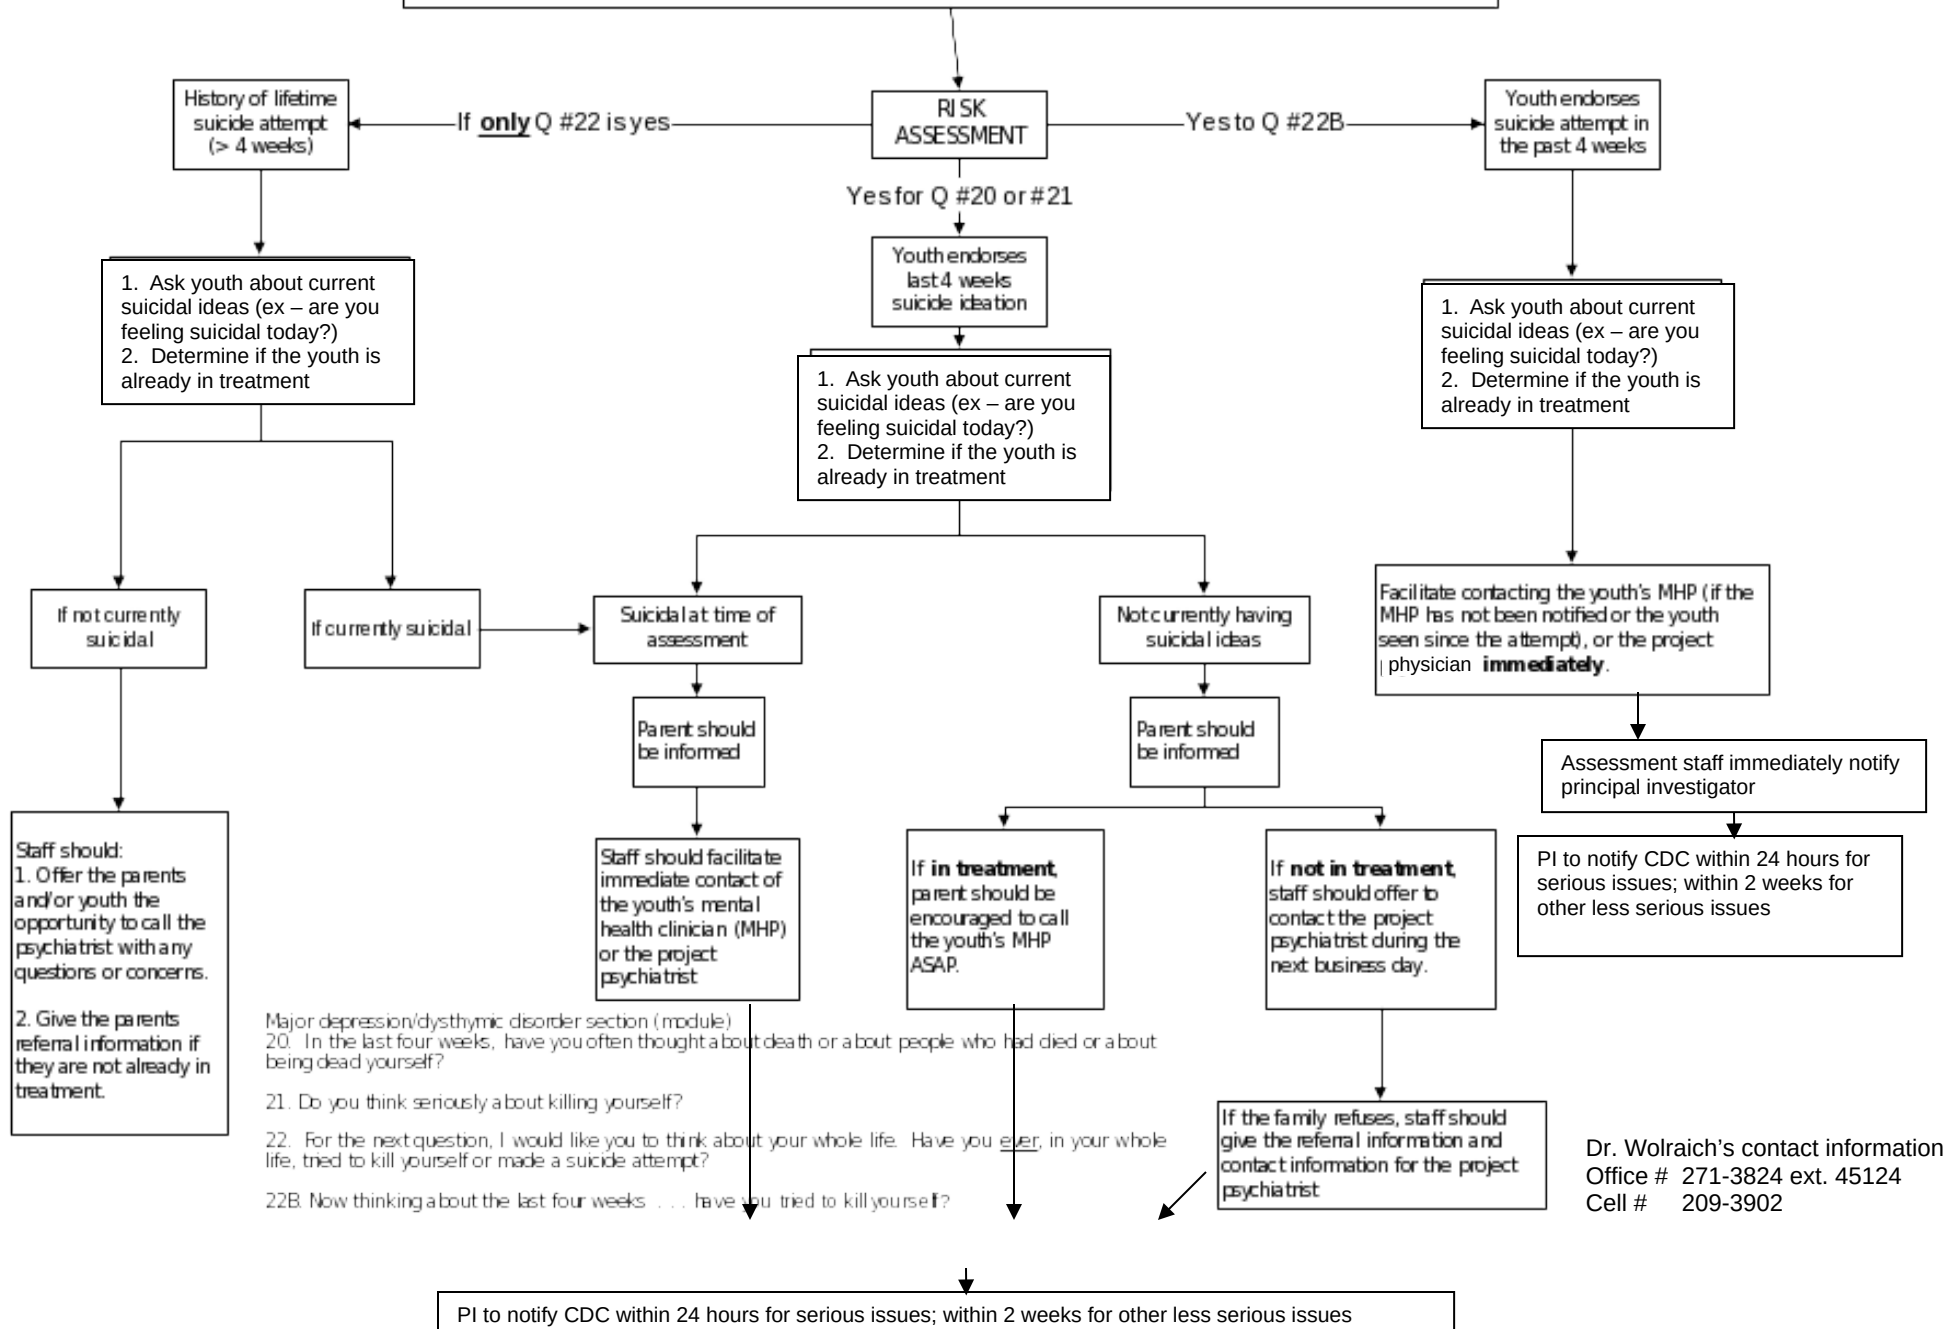 RISK
ASSESSMENT
If only Q #22 is yes
Yes to Q #22B
Yes for Q #20 or #21
History of lifetime
suicide attempt
(> 4 weeks)
1.  Ask youth about current
suicidal ideas (ex – are you
feeling suicidal today?)
2.  Determine if the youth is
already in treatment
If not currently
suicidal
If currently suicidal
Staff should:
1. Offer the parents
and/or youth the
opportunity to call the
psychiatrist with any
questions or concerns.
2. Give the parents
referral information if
they are not already in
treatment.
Youth endorses
last 4 weeks
suicide ideation
1.  Ask youth about current
suicidal ideas (ex – are you
feeling suicidal today?)
2.  Determine if the youth is
already in treatment
Suicidal at time of
assessment
Parent should
be informed
Staff should facilitate
immediate contact of
the youth's mental
health clinician (MHP)
or the project
psychiatrist
Not currently having
suicidal ideas
Parent should
be informed
If in treatment,
parent should be
encouraged to call
the youth's MHP
ASAP.
If not in treatment,
staff should offer to
contact the project
psychiatrist during the
next business day.
If the family refuses, staff should
give the referral information and
contact information for the project
psychiatrist
Youth endorses
suicide attempt in
the past 4 weeks
1.  Ask youth about current
suicidal ideas (ex – are you
feeling suicidal today?)
2.  Determine if the youth is
already in treatment
Facilitate contacting the youth's MHP (if the
MHP has not been notified or the youth
seen since the attempt), or the project
physician  immediately.
Assessment staff immediately notify
principal investigator
PI to notify CDC within 24 hours for
serious issues; within 2 weeks for
other less serious issues
Major depression/dysthymic disorder section (module)
20.  In the last four weeks, have you often thought about death or about people who had died or about
being dead yourself?
21. Do you think seriously about killing yourself?
22.  For the next question, I would like you to think about your whole life.  Have you ever, in your whole
life, tried to kill yourself or made a suicide attempt?
22B. Now thinking about the last four weeks . . . have you tried to kill yourself?
Dr. Wolraich's contact information
Office #  271-3824 ext. 45124
Cell #     209-3902
PI to notify CDC within 24 hours for serious issues; within 2 weeks for other less serious issues